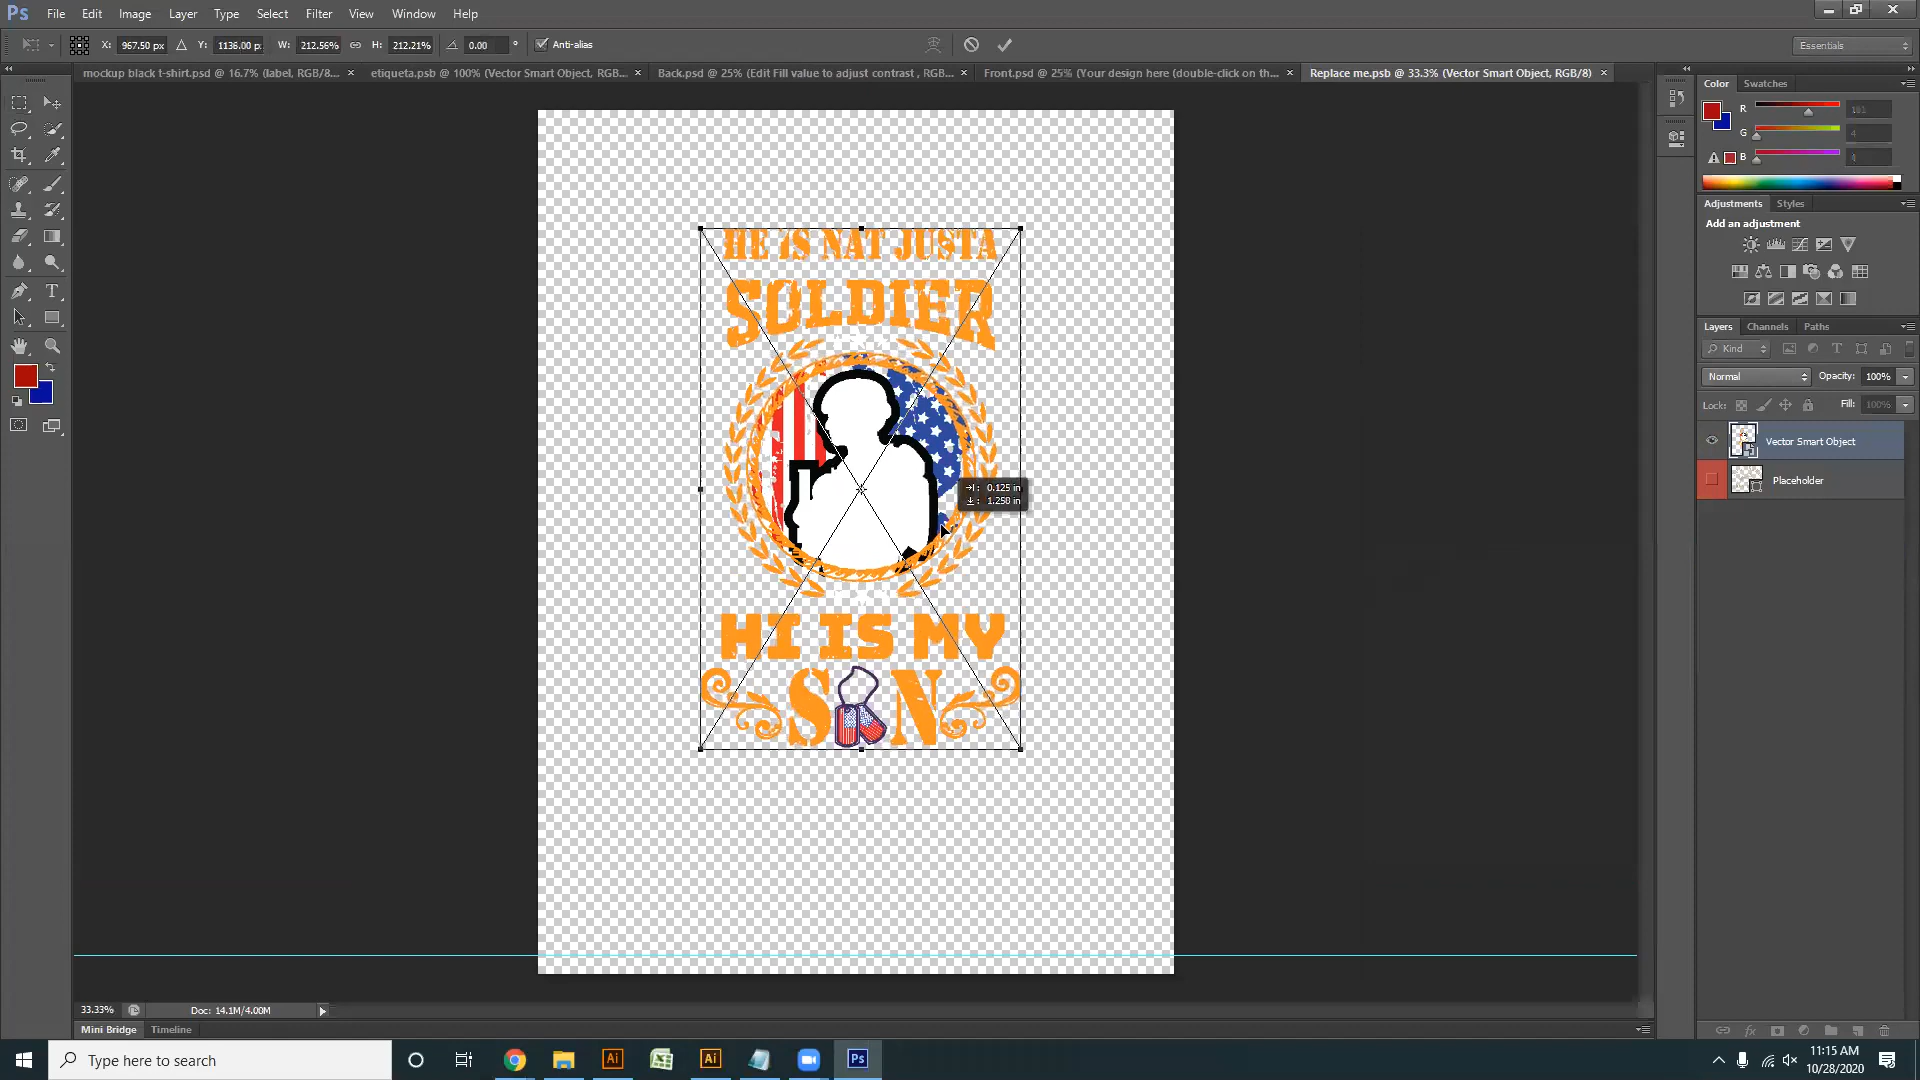 Ps File Edit Image Layer Type Select Filter View Window Help
X: 967.50 px Y: 1136.00 p: W: 212.56% H: 212.21% 0.00 ° Anti-alias Essentials
mockup black t-shirt.psd @ 16.7% (label, RGB/8... × etiqueta.psb @ 100% (Vector Smart Object, RGB... × Back.psd @ 25% (Edit Fill value to adjust contrast , RGB... × Front.psd @ 25% (Your design here (double-click on th... × Replace me.psb @ 33.3% (Vector Smart Object, RGB/8) ×
Color Swatches
R
G 4
B
Adjustments Styles
Add an adjustment
Layers Channels Paths
Kind
Normal Opacity: 100%
Lock: Fill: 100%
Vector Smart Object
Placeholder
HE IS NAT JUSTA
SOLDIER
: 0.125 in
: 1.250 in
HI IS MY
S N
33.33% Doc: 14.1M/4.00M
Mini Bridge Timeline
Type here to search
Ai Ai Ps
11:15 AM
10/28/2020